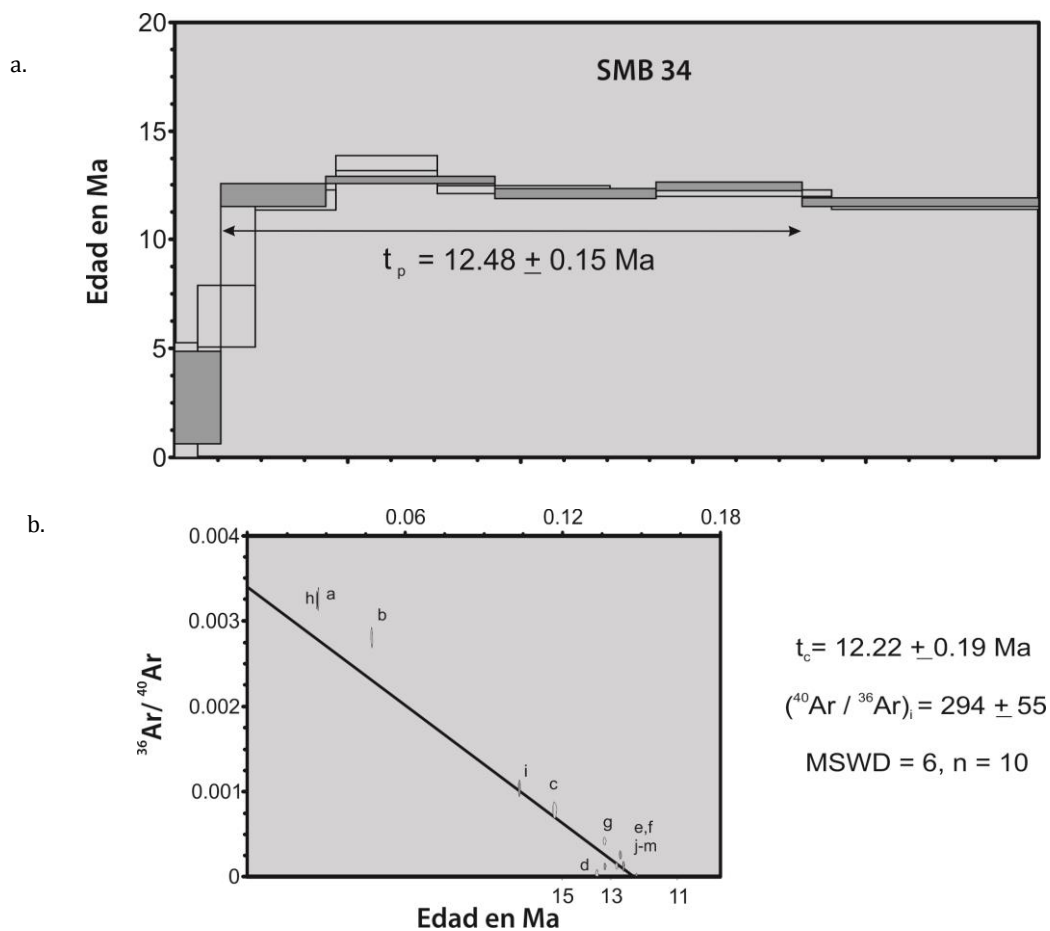 a.
SMB 34
Edad en Ma
20
15
10
5
0
t p = 12.48 ± 0.15 Ma
b.
0.06 0.12 0.18
0.004
0.003
0.002
0.001
0
³⁶Ar/ ⁴⁰Ar
h a
b
i
c
g
e,f
j-m
d
15 13 11
Edad en Ma
t_c= 12.22 ± 0.19 Ma
(⁴⁰Ar / ³⁶Ar)ᵢ = 294 ± 55
MSWD = 6, n = 10